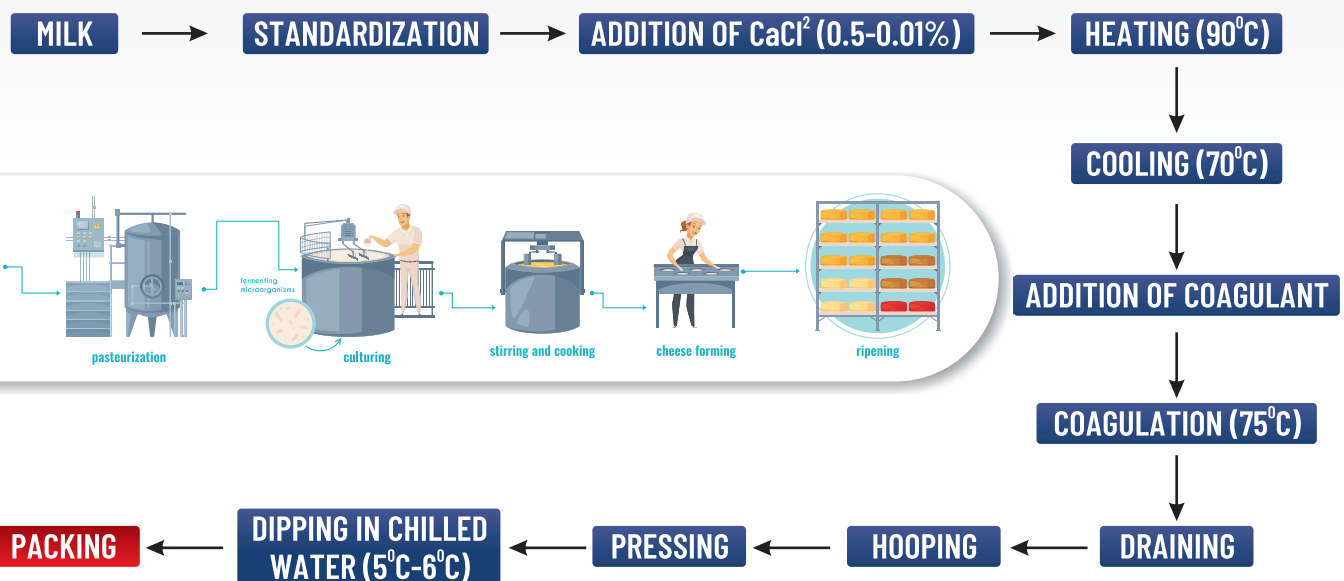 MILK
STANDARDIZATION
ADDITION OF CaCl² (0.5-0.01%)
HEATING (90⁰C)
COOLING (70⁰C)
ADDITION OF COAGULANT
COAGULATION (75⁰C)
fermenting
microorganizms
pasteurization
culturing
stirring and cooking
cheese forming
ripening
DRAINING
HOOPING
PRESSING
DIPPING IN CHILLED
WATER (5⁰C-6⁰C)
PACKING